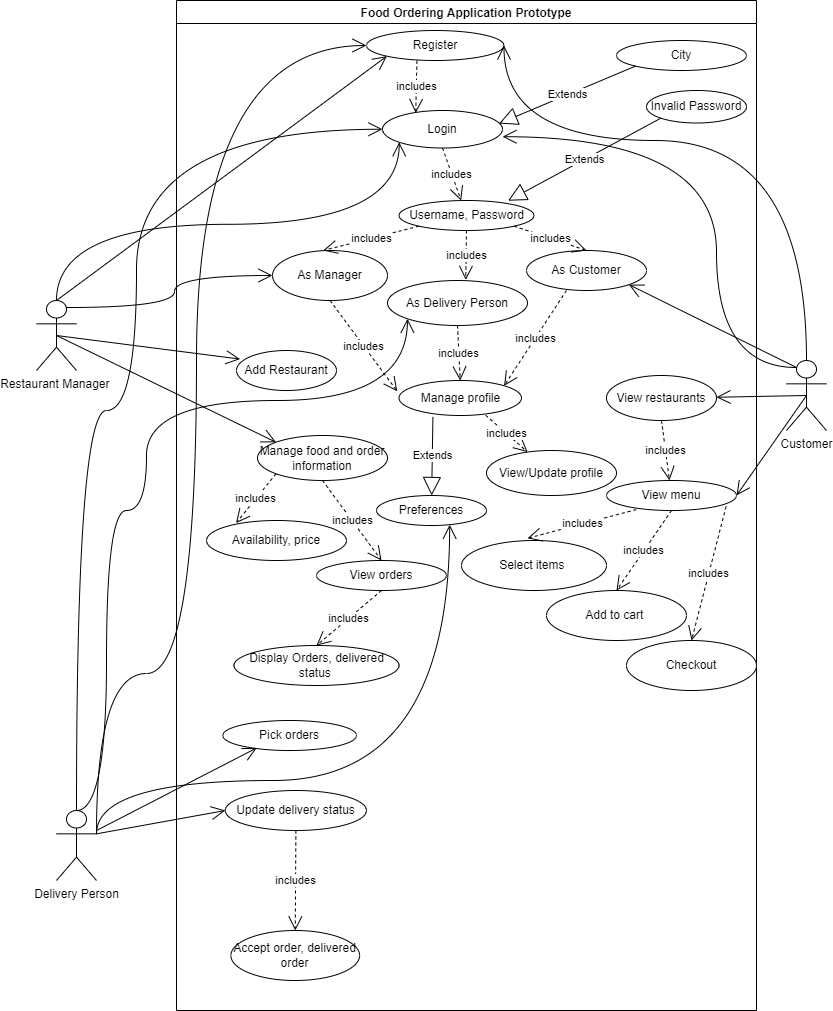 Food Ordering Application Prototype
Register
City
includes
Extends
Invalid Password
Login
Extends
includes
Username, Password
includes
includes
includes
As Manager
As Customer
As Delivery Person
Restaurant Manager
includes
includes
includes
Add Restaurant
Manage profile
View restaurants
Customer
includes
Extends
includes
Manage food and order
information
View/Update profile
View menu
includes
Preferences
includes
includes
Availability, price
includes
Select items
View orders
includes
Add to cart
includes
Display Orders, delivered
status
Checkout
Pick orders
Update delivery status
Delivery Person
includes
Accept order, delivered
order